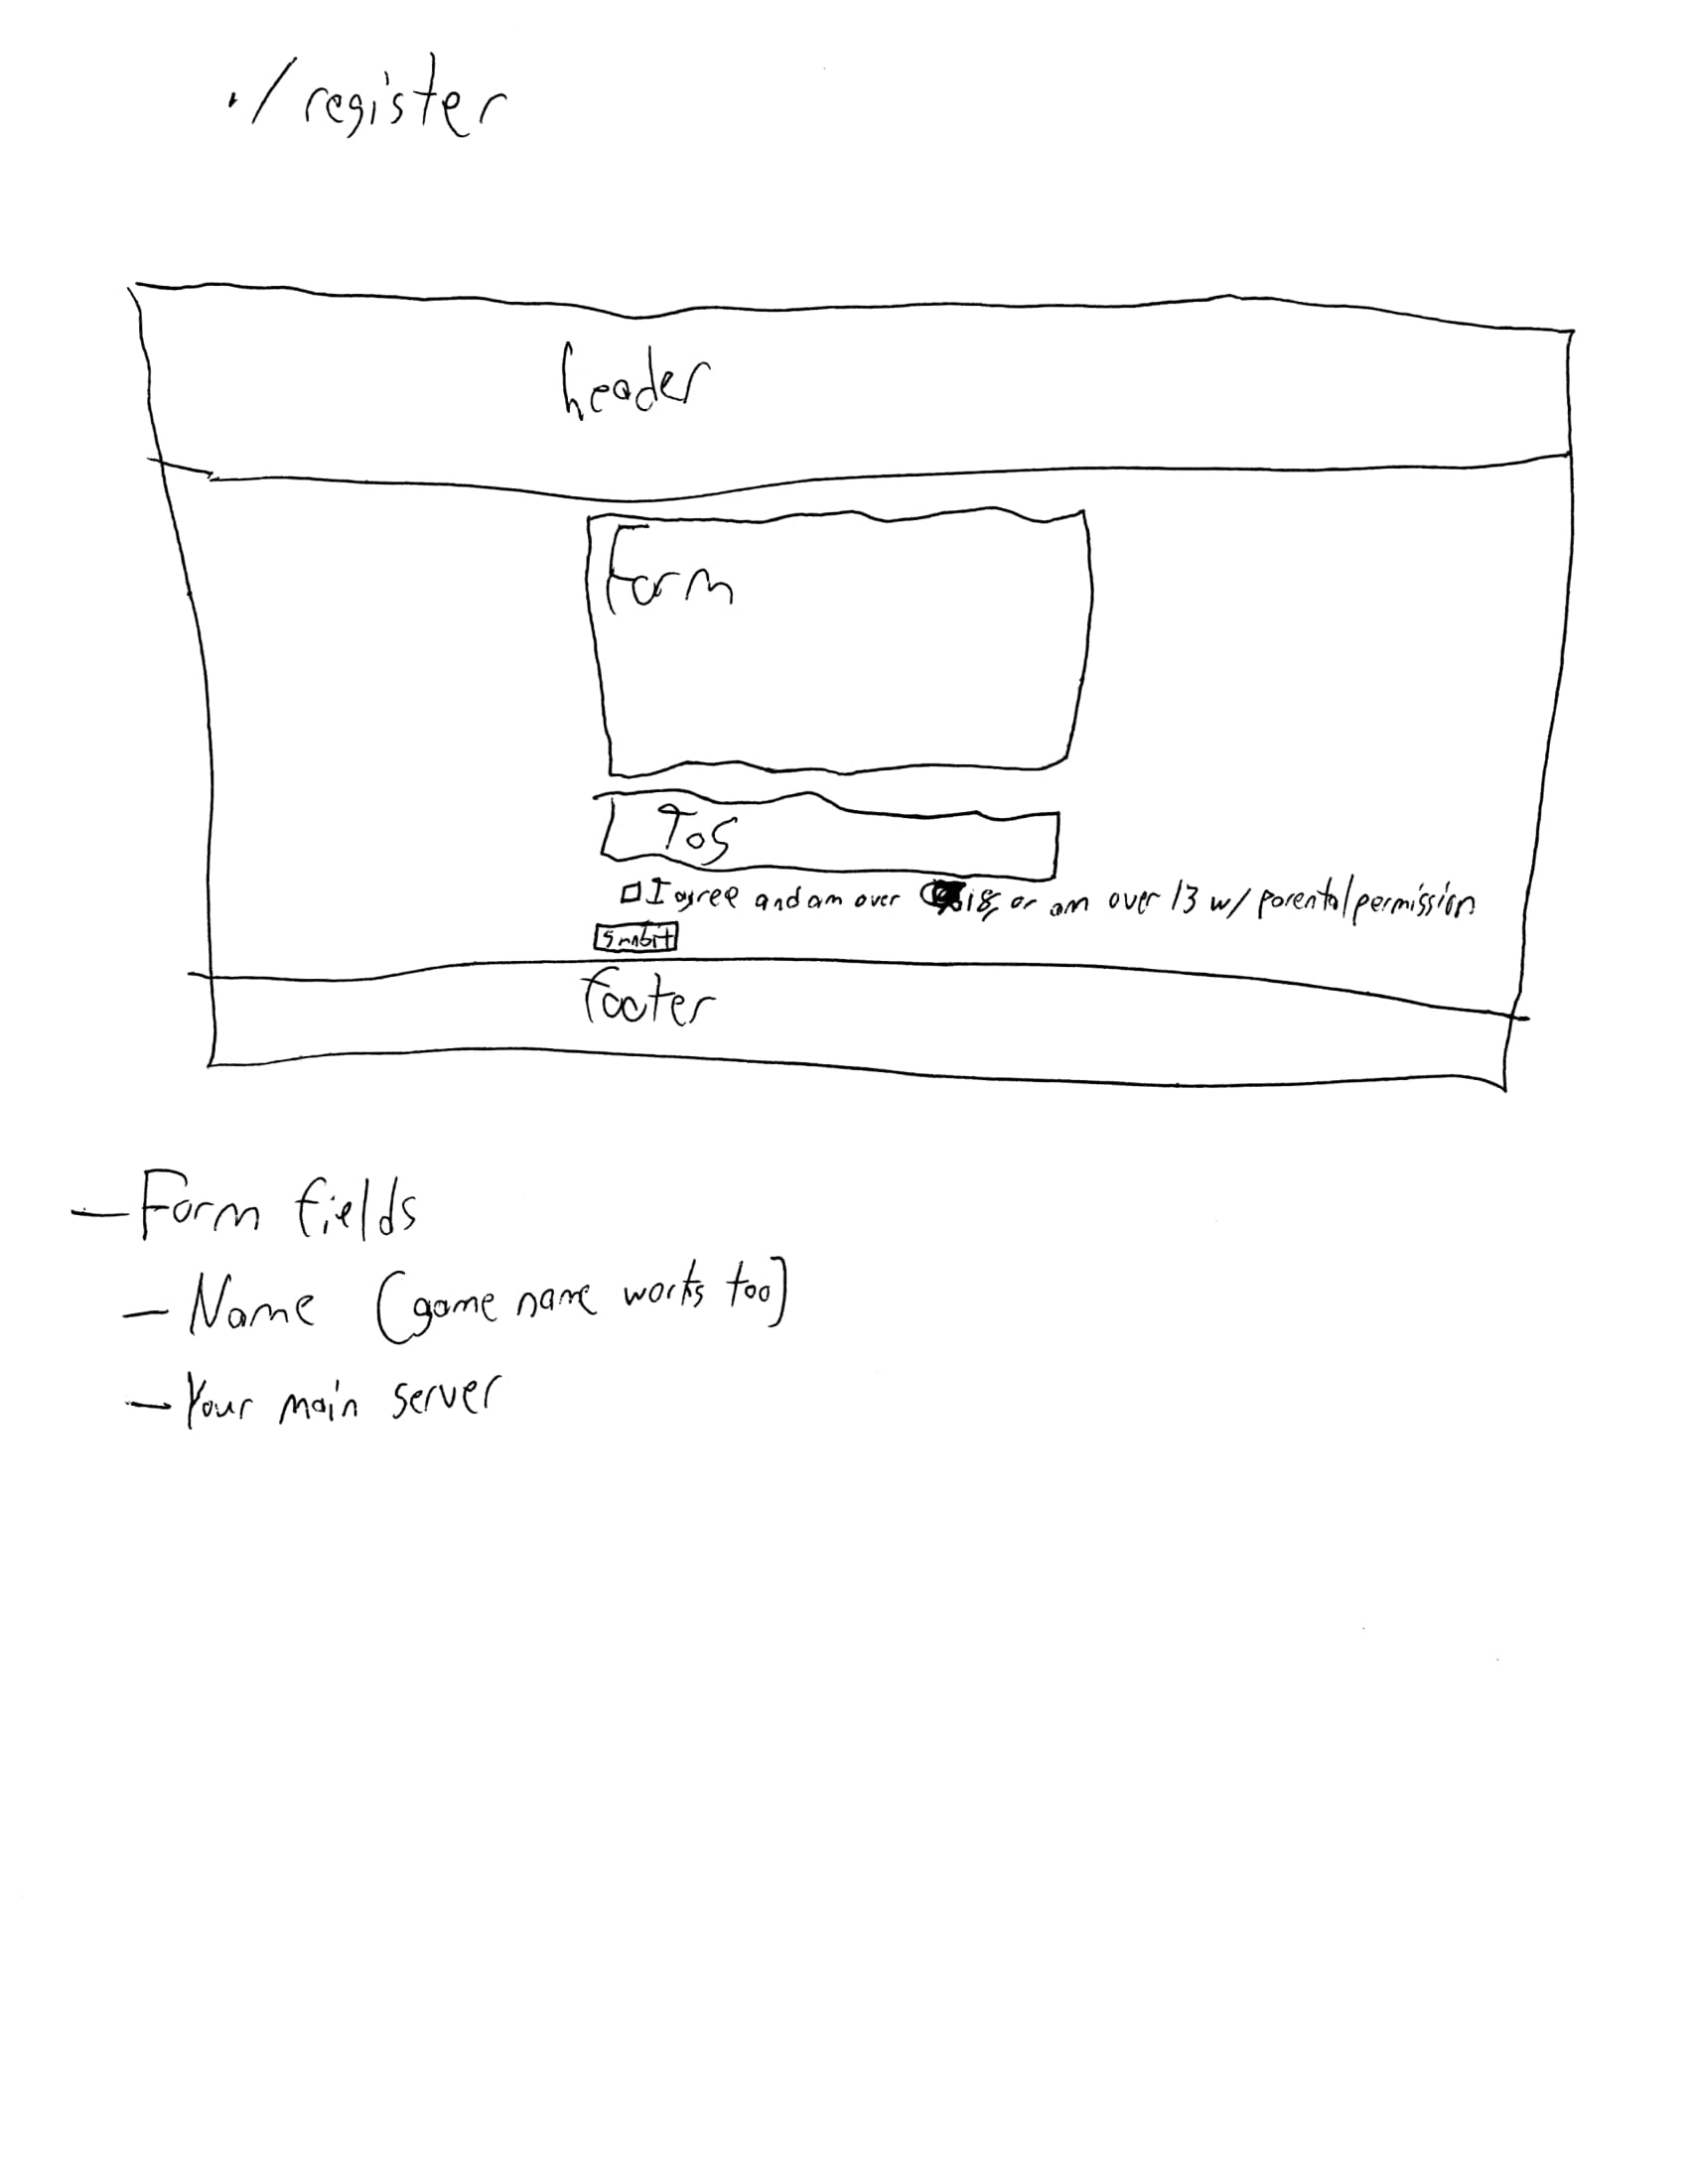 ./register
header
Form
ToS
I agree and am over 18, or am over 13 w/ parental permission
Submbit
footer
- Form fields
- Name (game name works too)
- Your main server